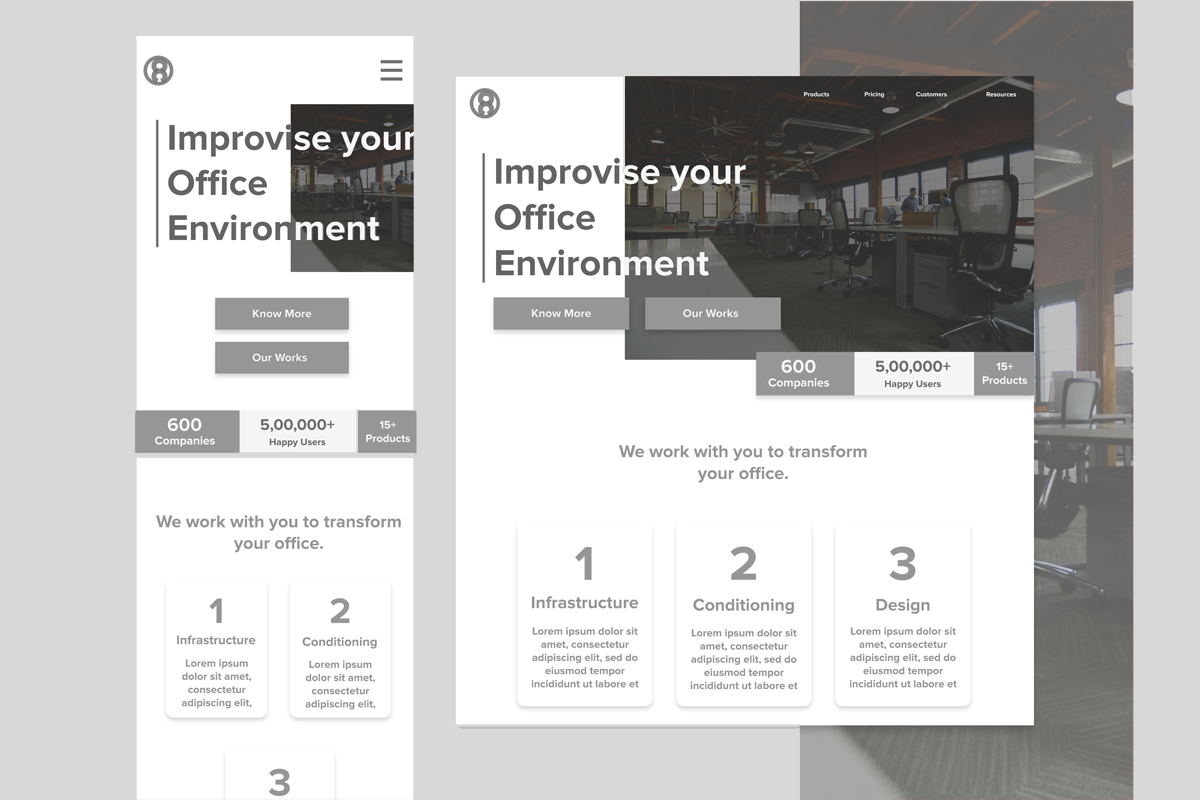 Improvise your
Office
Environment
Know More
Our Works
600
Companies
5,00,000+
Happy Users
15+
Products
We work with you to transform
your office.
1
Infrastructure
Lorem ipsum
dolor sit amet,
consectetur
adipiscing elit,
2
Conditioning
Lorem ipsum
dolor sit amet,
consectetur
adipiscing elit,
3
Products Pricing Customers Resources
Improvise your
Office
Environment
Know More Our Works
600
Companies
5,00,000+
Happy Users
15+
Products
We work with you to transform
your office.
1
Infrastructure
Lorem ipsum dolor sit
amet, consectetur
adipiscing elit, sed do
eiusmod tempor
incididunt ut labore et
2
Conditioning
Lorem ipsum dolor sit
amet, consectetur
adipiscing elit, sed do
eiusmod tempor
incididunt ut labore et
3
Design
Lorem ipsum dolor sit
amet, consectetur
adipiscing elit, sed do
eiusmod tempor
incididunt ut labore et